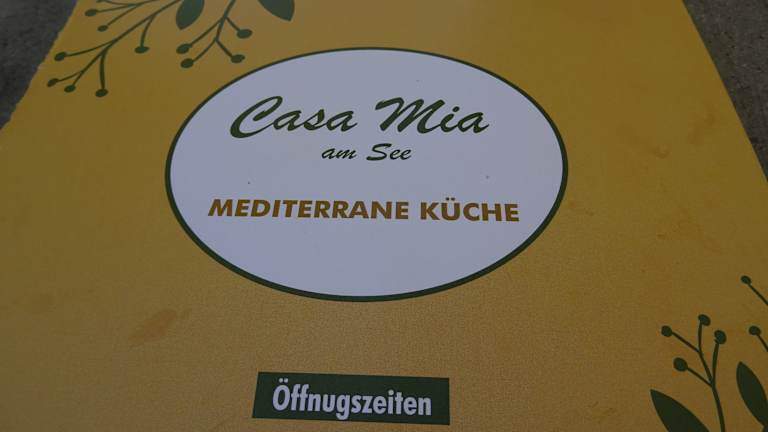 Casa Mia
am See
MEDITERRANE KÜCHE
Öffnugszeiten